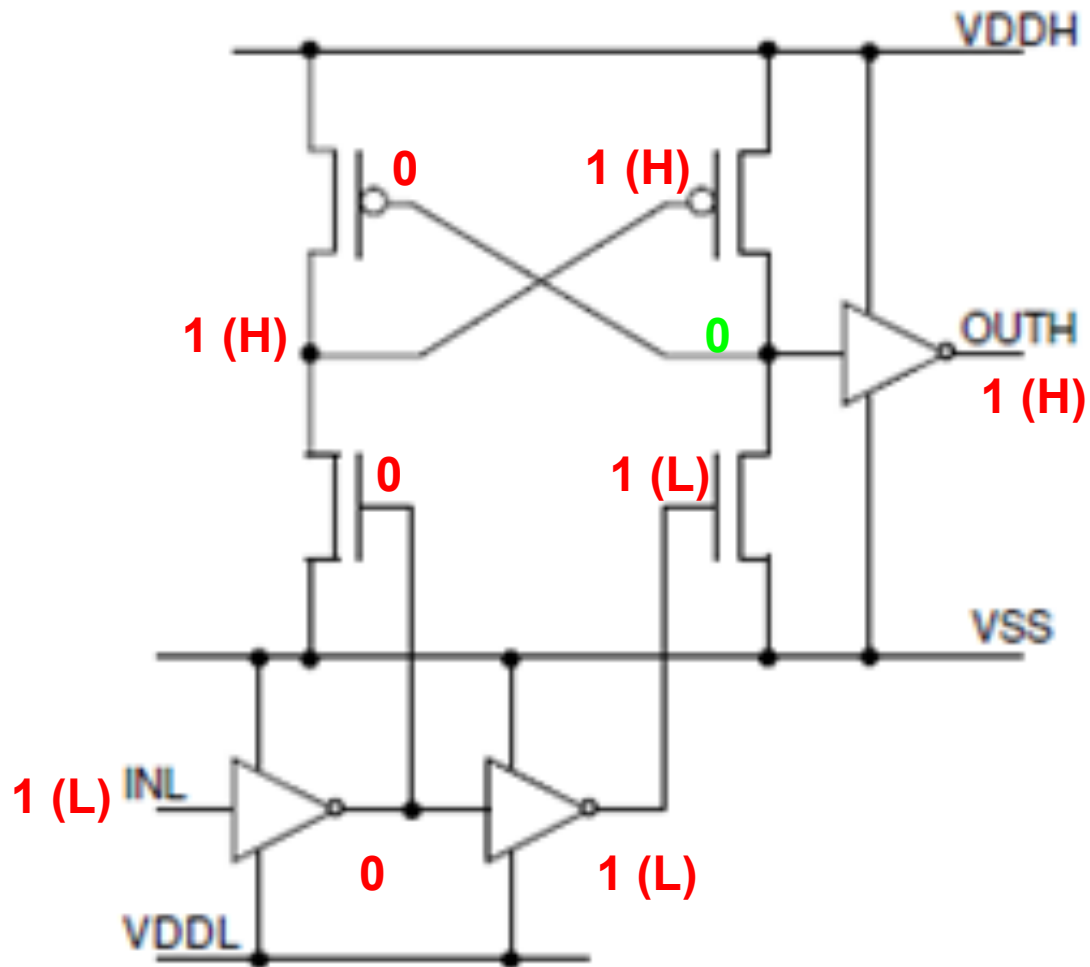 VDDH
0 1 (H)
1 (H) 0 OUTH
1 (H)
0 1 (L)
VSS
1 (L) INL
0 1 (L)
VDDL